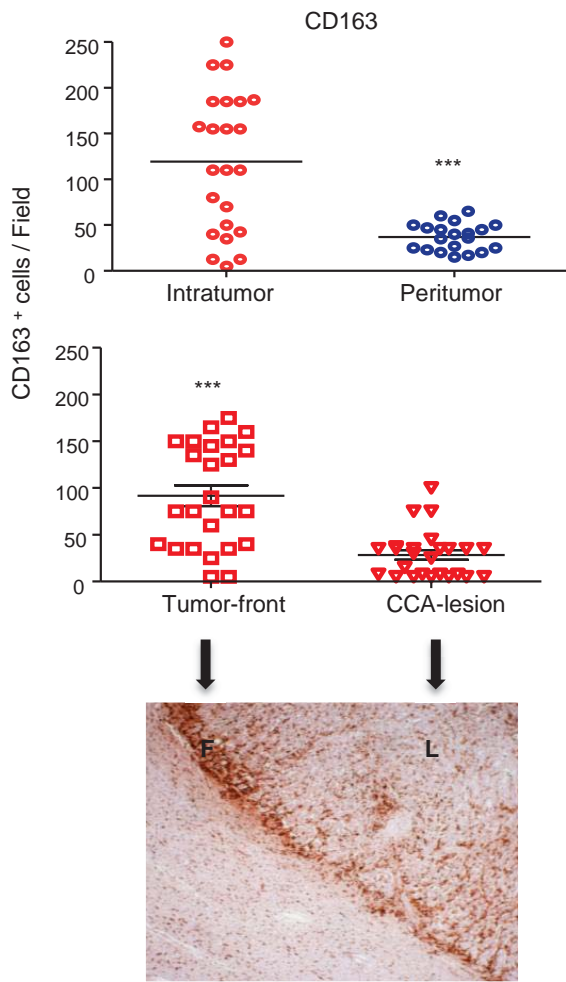 CD163
CD163 + cells / Field
250
200
150
100
50
0
***
Intratumor Peritumor
250
200
150
100
50
0
***
Tumor-front CCA-lesion
F L